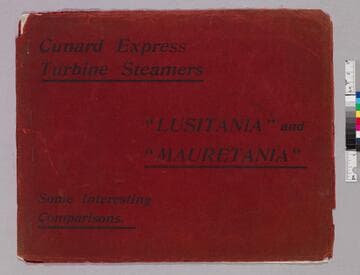 Cunard Express
Turbine Steamers
"LUSITANIA" and
"MAURETANIA"
Some Interesting
Comparisons.